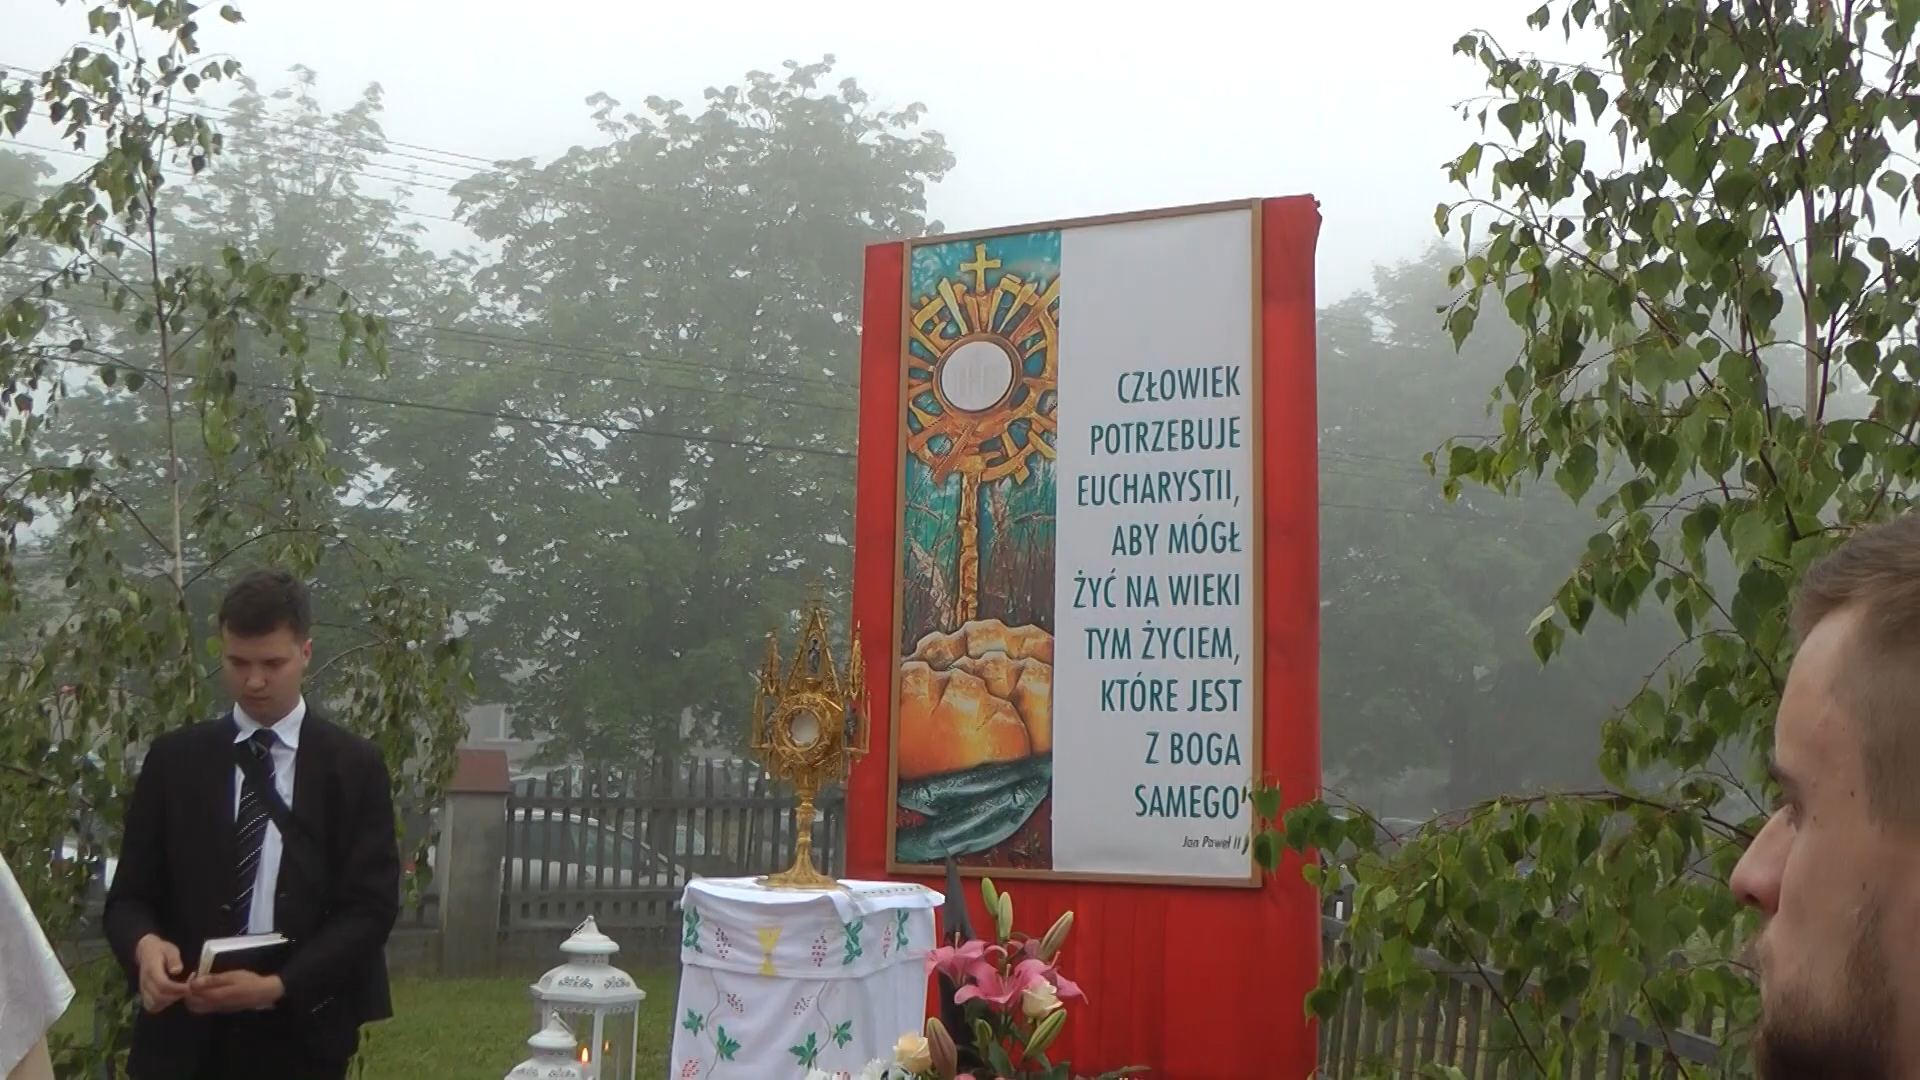 CZŁOWIEK
POTRZEBUJE
EUCHARYSTII,
ABY MÓGŁ
ŻYĆ NA WIEKI
TYM ŻYCIEM,
KTÓRE JEST
Z BOGA
SAMEGO
Jan Paweł II